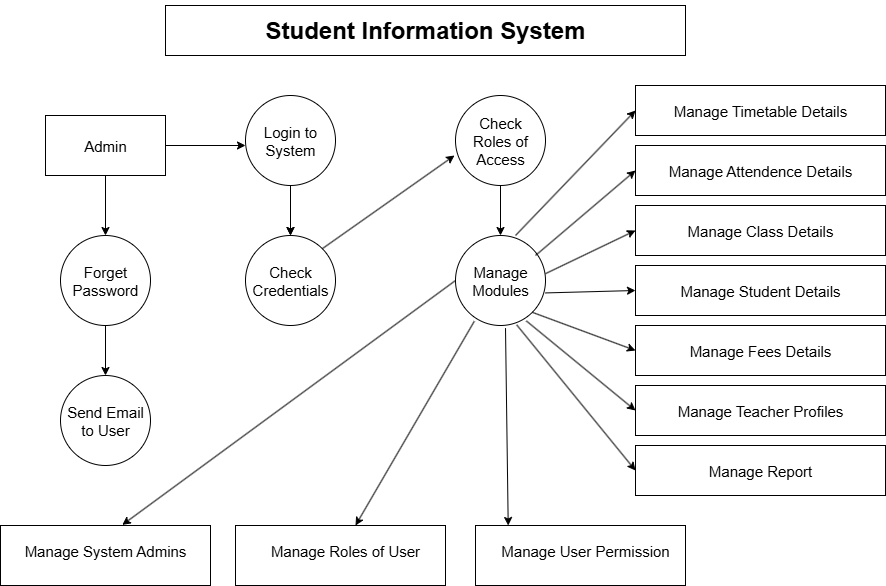 Student Information System
Admin
Login to
System
Check
Roles of
Access
Manage Timetable Details
Manage Attendence Details
Manage Class Details
Forget
Password
Check
Credentials
Manage
Modules
Manage Student Details
Manage Fees Details
Send Email
to User
Manage Teacher Profiles
Manage Report
Manage System Admins
Manage Roles of User
Manage User Permission